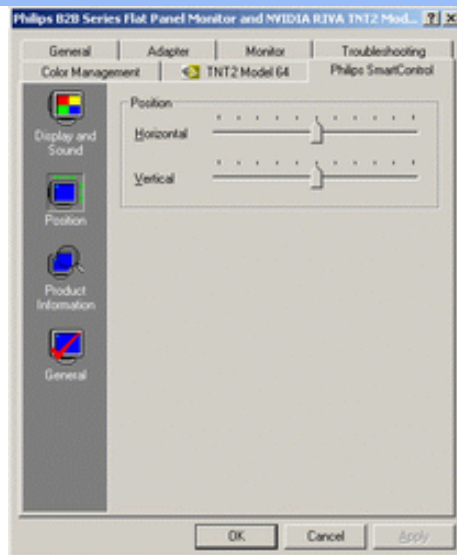 Philips B2B Series Flat Panel Monitor and NVIDIA RIVA TNT2 Mod...
General Adapter Monitor Troubleshooting
Color Management TNT2 Model 64 Philips SmartControl
Display and Sound
Position
Product Information
General
Position
Horizontal
Vertical
OK Cancel Apply